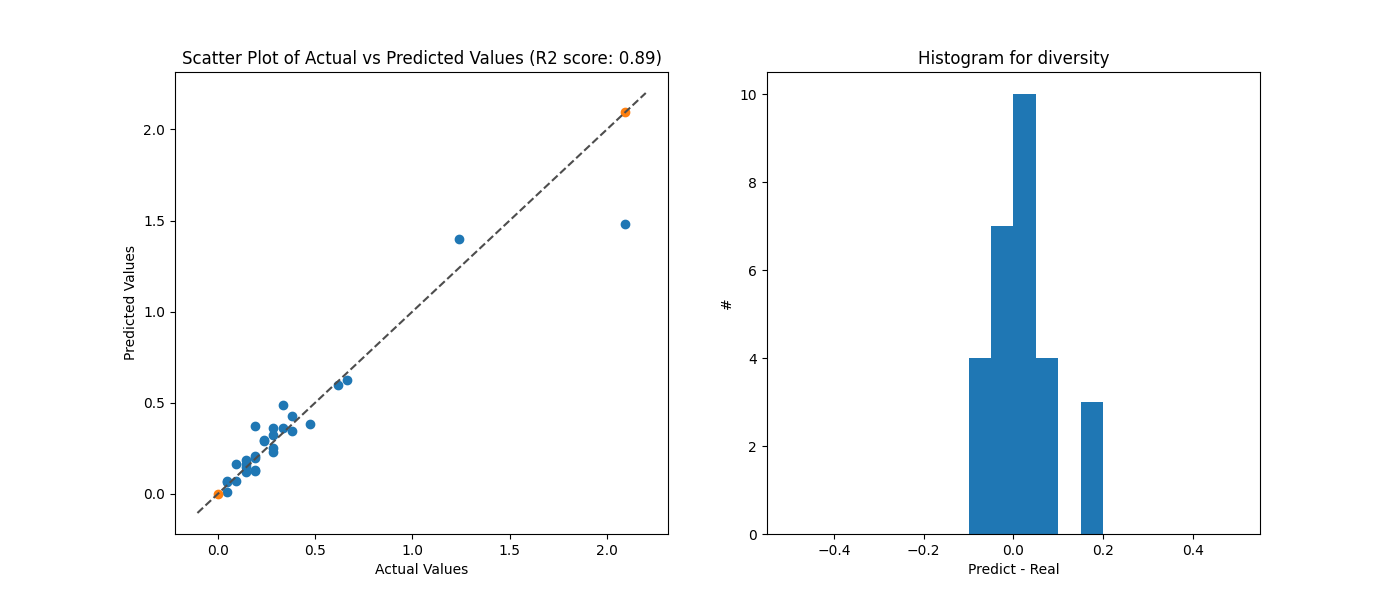 Scatter Plot of Actual vs Predicted Values (R2 score: 0.89)
Predicted Values
2.0
1.5
1.0
0.5
0.0
0.0 0.5 1.0 1.5 2.0
Actual Values
Histogram for diversity
#
10
8
6
4
2
0
−0.4 −0.2 0.0 0.2 0.4
Predict - Real